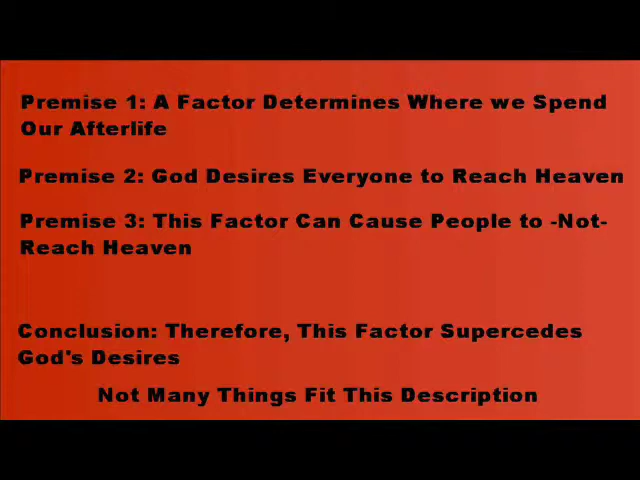 Premise 1: A Factor Determines Where we Spend
Our Afterlife
Premise 2: God Desires Everyone to Reach Heaven
Premise 3: This Factor Can Cause People to -Not-
Reach Heaven
Conclusion: Therefore, This Factor Supercedes
God's Desires
Not Many Things Fit This Description